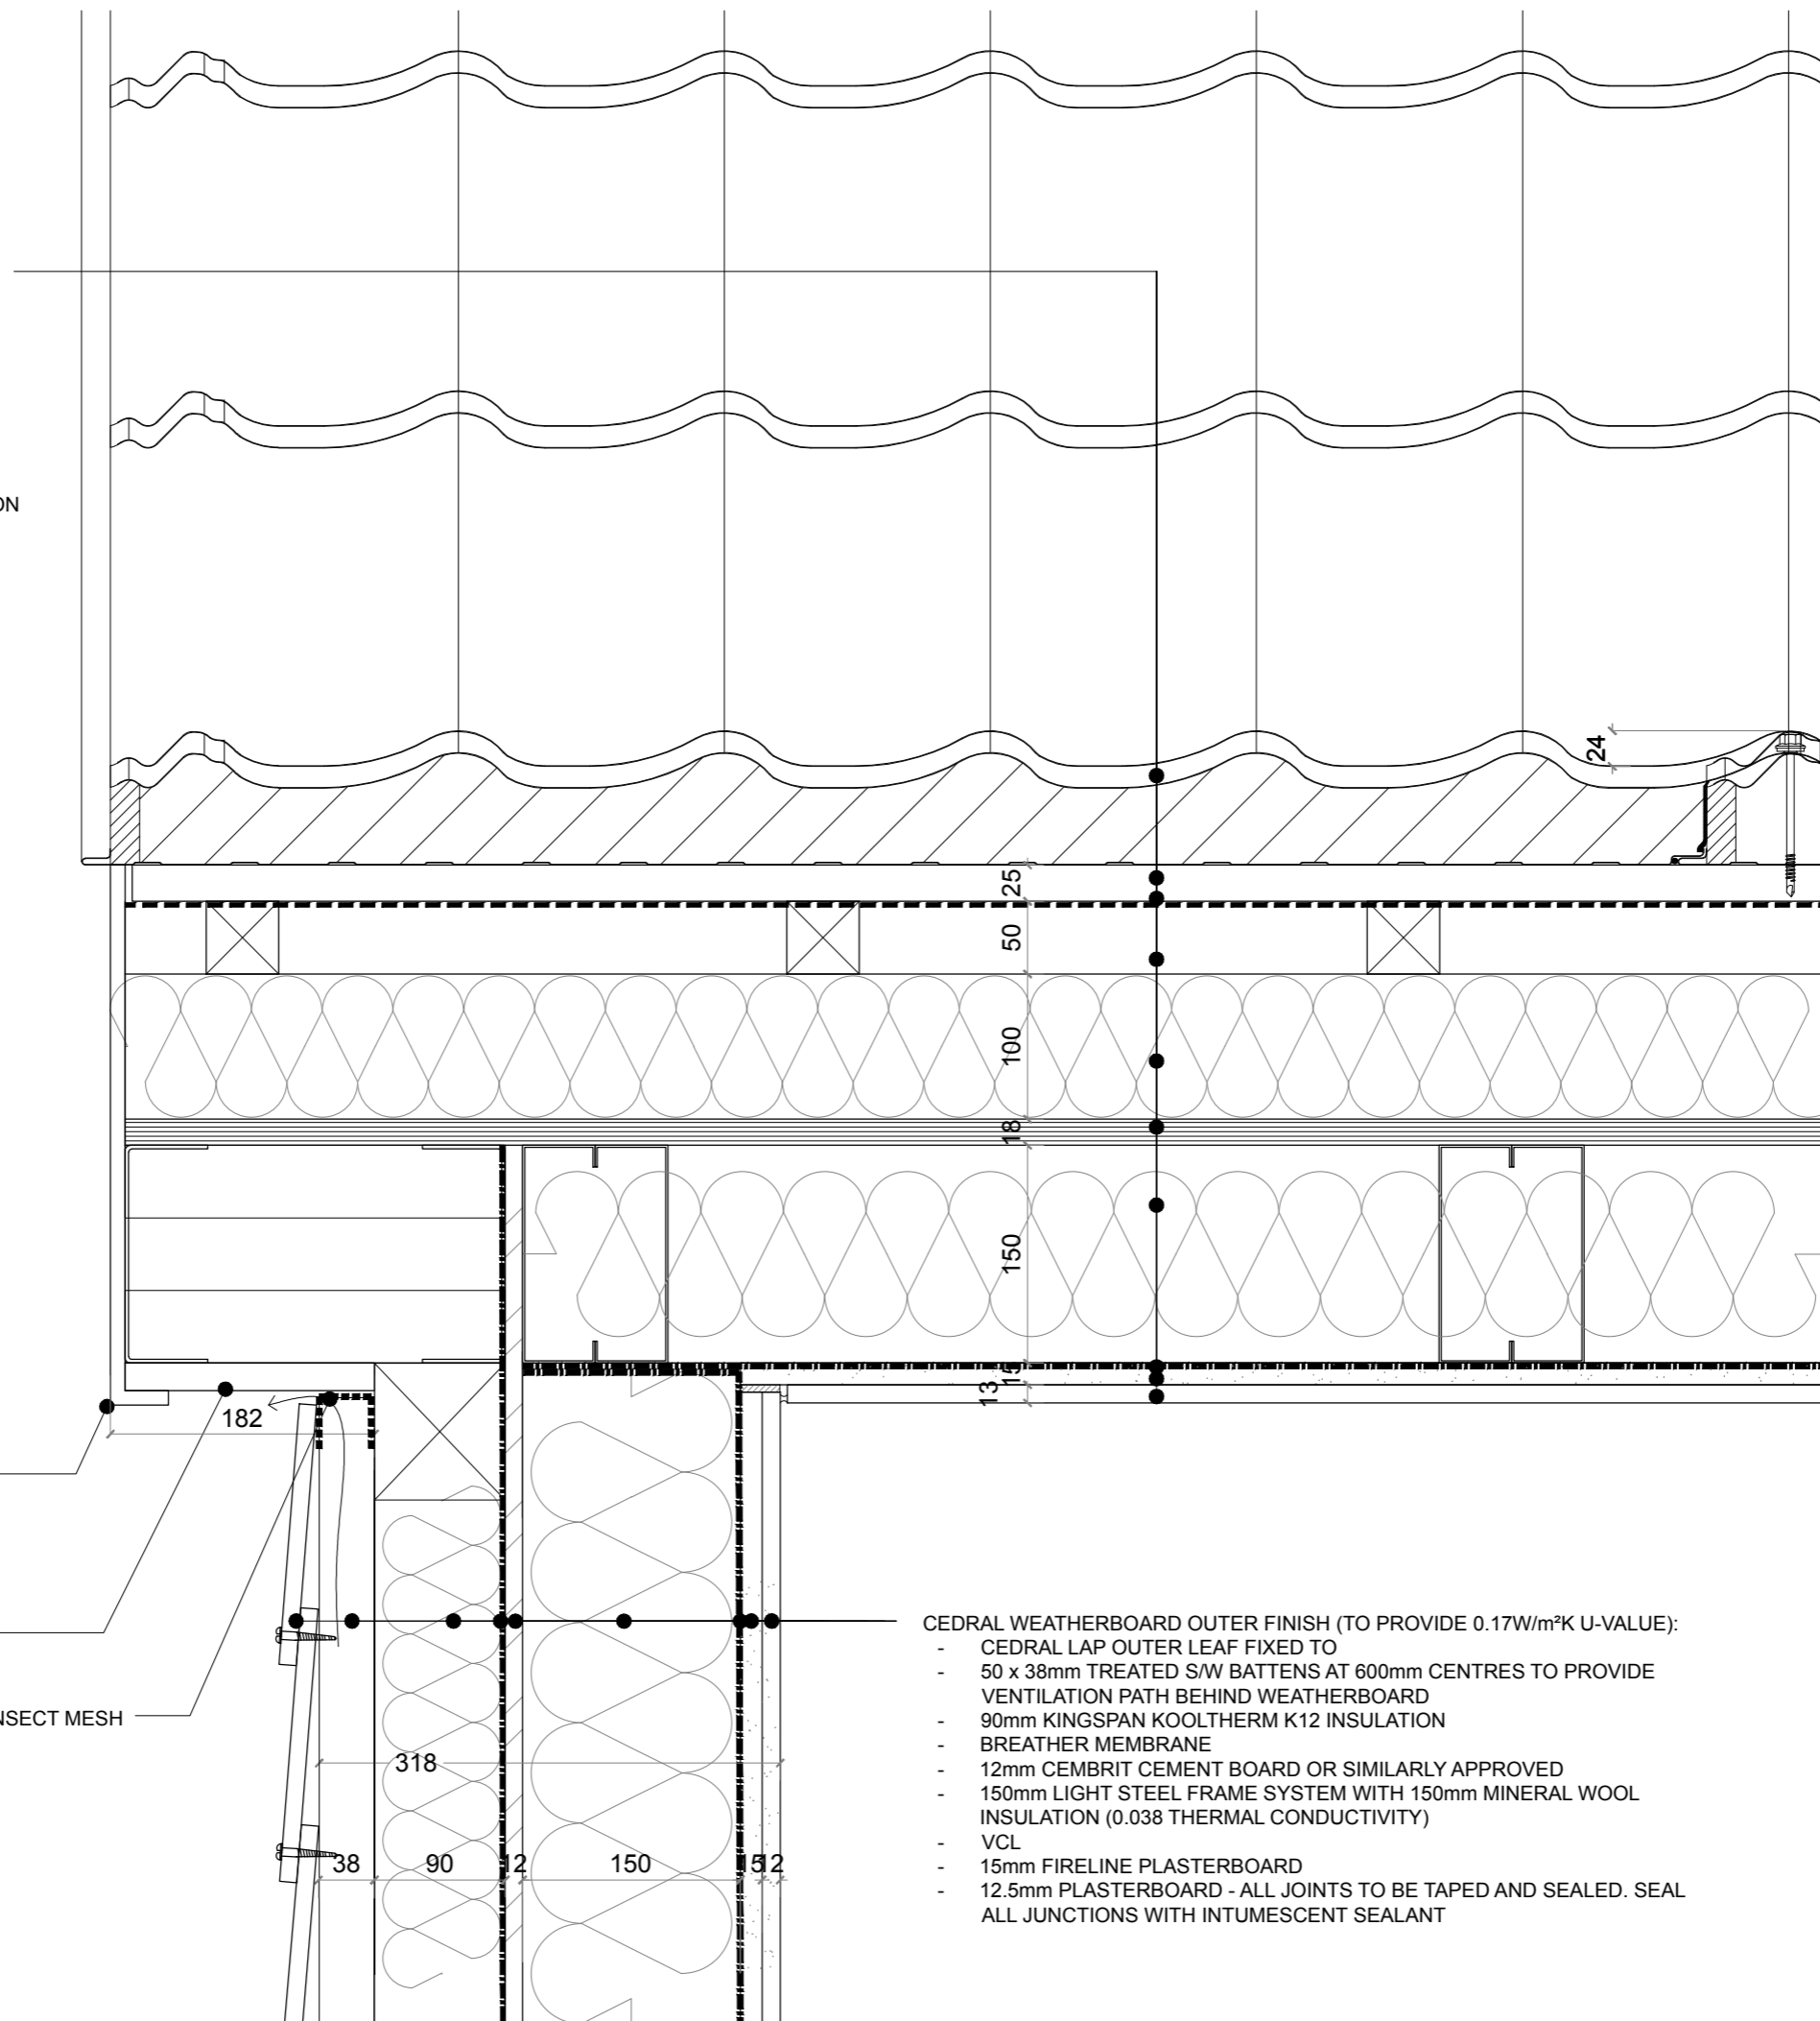 ON
24
25
50
100
18
150
15
13
182
CEDRAL WEATHERBOARD OUTER FINISH (TO PROVIDE 0.17W/m²K U-VALUE):
- CEDRAL LAP OUTER LEAF FIXED TO
- 50 x 38mm TREATED S/W BATTENS AT 600mm CENTRES TO PROVIDE
VENTILATION PATH BEHIND WEATHERBOARD
NSECT MESH
- 90mm KINGSPAN KOOLTHERM K12 INSULATION
- BREATHER MEMBRANE
318
- 12mm CEMBRIT CEMENT BOARD OR SIMILARLY APPROVED
- 150mm LIGHT STEEL FRAME SYSTEM WITH 150mm MINERAL WOOL
INSULATION (0.038 THERMAL CONDUCTIVITY)
- VCL
38 90 12 150 15 12
- 15mm FIRELINE PLASTERBOARD
- 12.5mm PLASTERBOARD - ALL JOINTS TO BE TAPED AND SEALED. SEAL
ALL JUNCTIONS WITH INTUMESCENT SEALANT